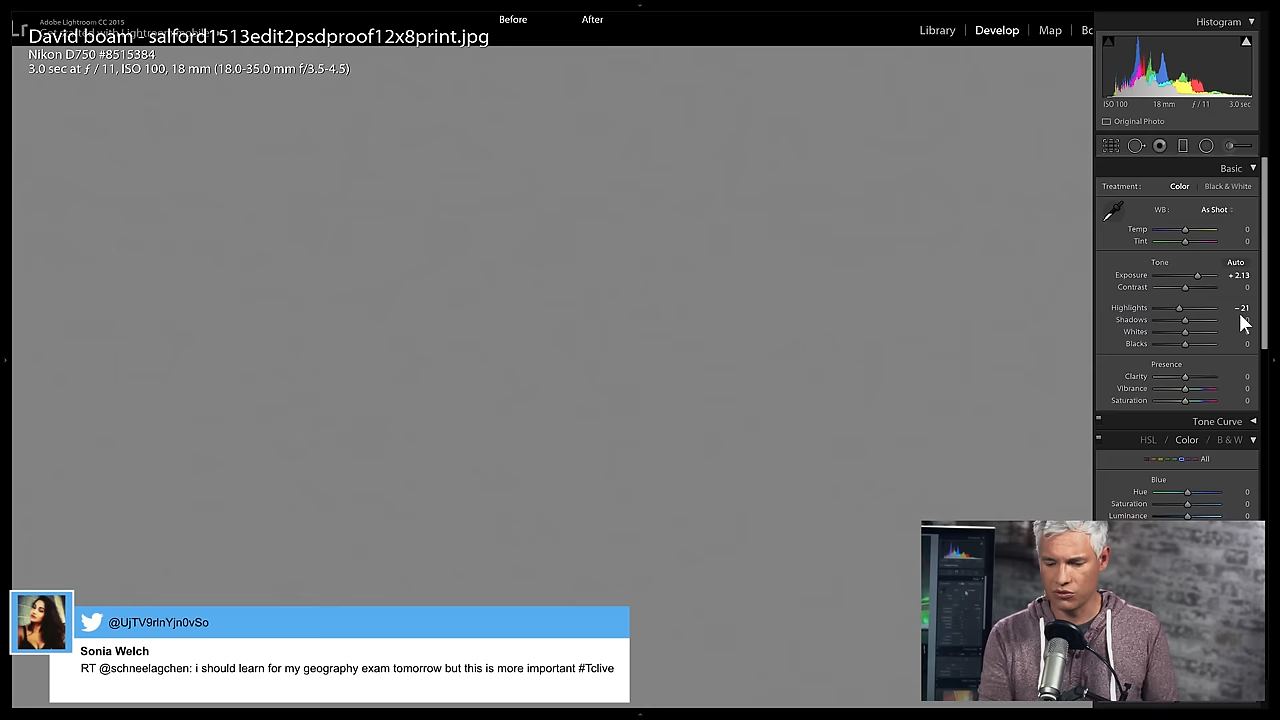 Adobe Lightroom CC 2015
Before After
David boam - salford1513edit2psdproof12x8print.jpg
Nikon D750 #8515384
3.0 sec at ƒ / 11, ISO 100, 18 mm (18.0-35.0 mm f/3.5-4.5)
Library | Develop | Map |
Histogram
ISO 100 18 mm ƒ / 11 3.0 sec
Original Photo
Basic
Treatment: Color Black & White
WB: As Shot
Temp 0
Tint 0
Tone Auto
Exposure + 2.13
Contrast 0
Highlights - 21
Shadows
Whites 0
Blacks 0
Presence
Clarity 0
Vibrance 0
Saturation 0
Tone Curve
HSL / Color / B & W
All
Blue
Hue 0
Saturation 0
Luminance 0
@UjTV9rlnYjn0vSo
Sonia Welch
RT @schneelagchen: i should learn for my geography exam tomorrow but this is more important #Tclive